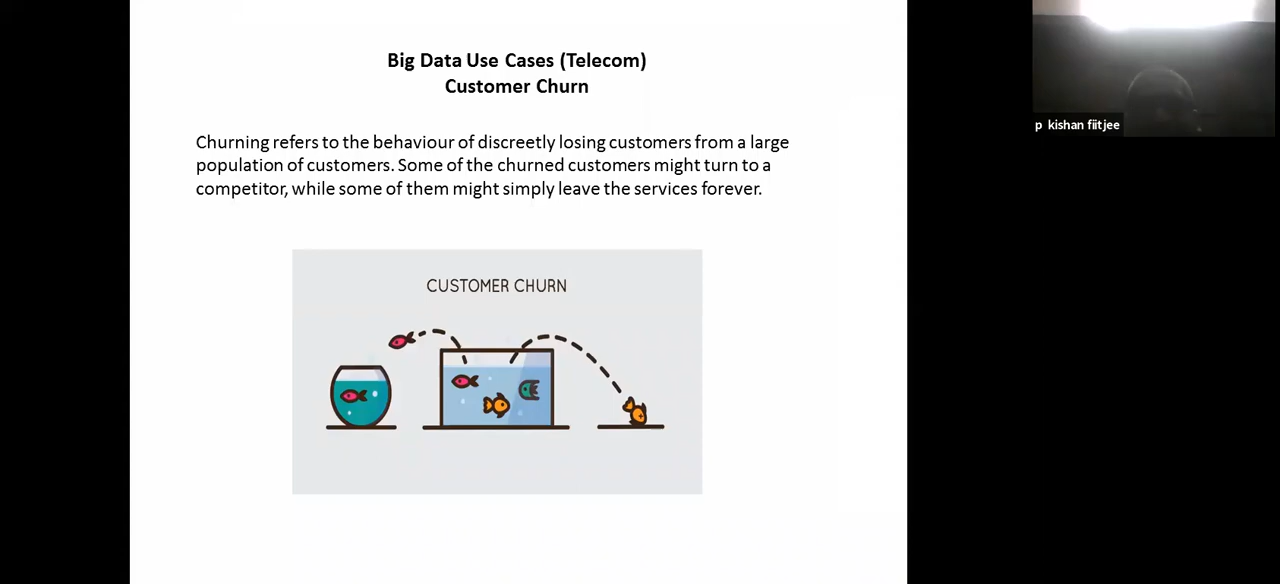 Big Data Use Cases (Telecom)
Customer Churn
Churning refers to the behaviour of discreetly losing customers from a large
population of customers. Some of the churned customers might turn to a
competitor, while some of them might simply leave the services forever.
CUSTOMER CHURN
p kishan fiitjee